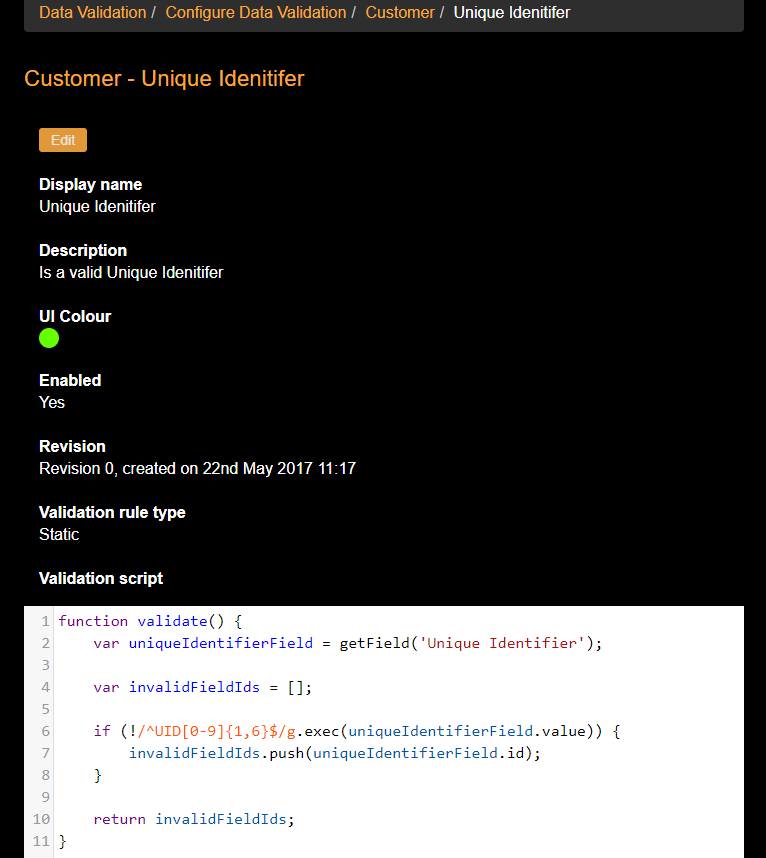 Data Validation / Configure Data Validation / Customer / Unique Idenitifer
Customer - Unique Idenitifer
Edit
Display name
Unique Idenitifer
Description
Is a valid Unique Idenitifer
UI Colour
Enabled
Yes
Revision
Revision 0, created on 22nd May 2017 11:17
Validation rule type
Static
Validation script
1 function validate() {
2     var uniqueIdentifierField = getField('Unique Identifier');
3
4     var invalidFieldIds = [];
5
6     if (!/^UID[0-9]{1,6}$/g.exec(uniqueIdentifierField.value)) {
7         invalidFieldIds.push(uniqueIdentifierField.id);
8     }
9
10     return invalidFieldIds;
11 }